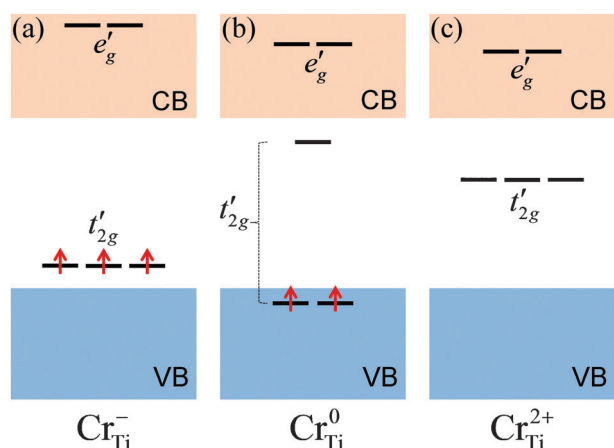 (a) (b) (c)
e′g e′g e′g
CB CB CB
t′2g t′2g t′2g
VB VB VB
Cr⁻Ti Cr⁰Ti Cr²⁺Ti